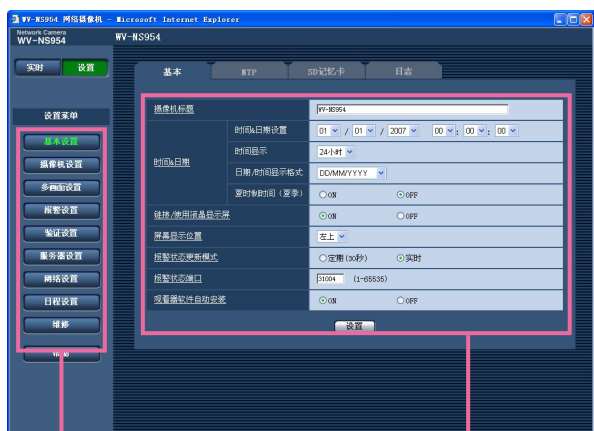 WV-NS954 网络摄像机 - Microsoft Internet Explorer
Network Camera
WV-NS954
WV-NS954
实时 设置
基本 NTP SD记忆卡 日志
设置菜单
基本设置
摄像机设置
多画面设置
报警设置
验证设置
服务器设置
网络设置
日程设置
维修
摄像机标题 WV-NS954
时间&日期
时间&日期设置 01 / 01 / 2007 00 : 00 : 00
时间显示 24小时
日期/时间显示格式 DD/MM/YYYY
夏时制时间（夏季） ON OFF
链接/使用液晶显示屏 ON OFF
屏幕显示位置 左上
报警状态更新模式 定期(30秒) 实时
报警状态端口 31004 (1-65535)
观看器软件自动安装 ON OFF
设置